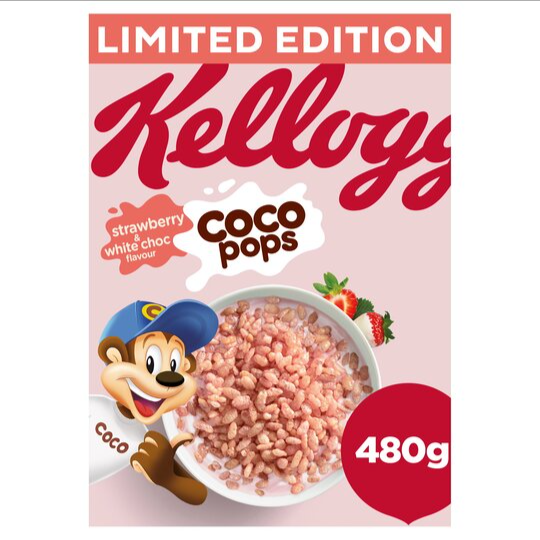 LIMITED EDITION
Kellogg
strawberry
&
white choc
flavour
COCO
pops
C
COCO
480g